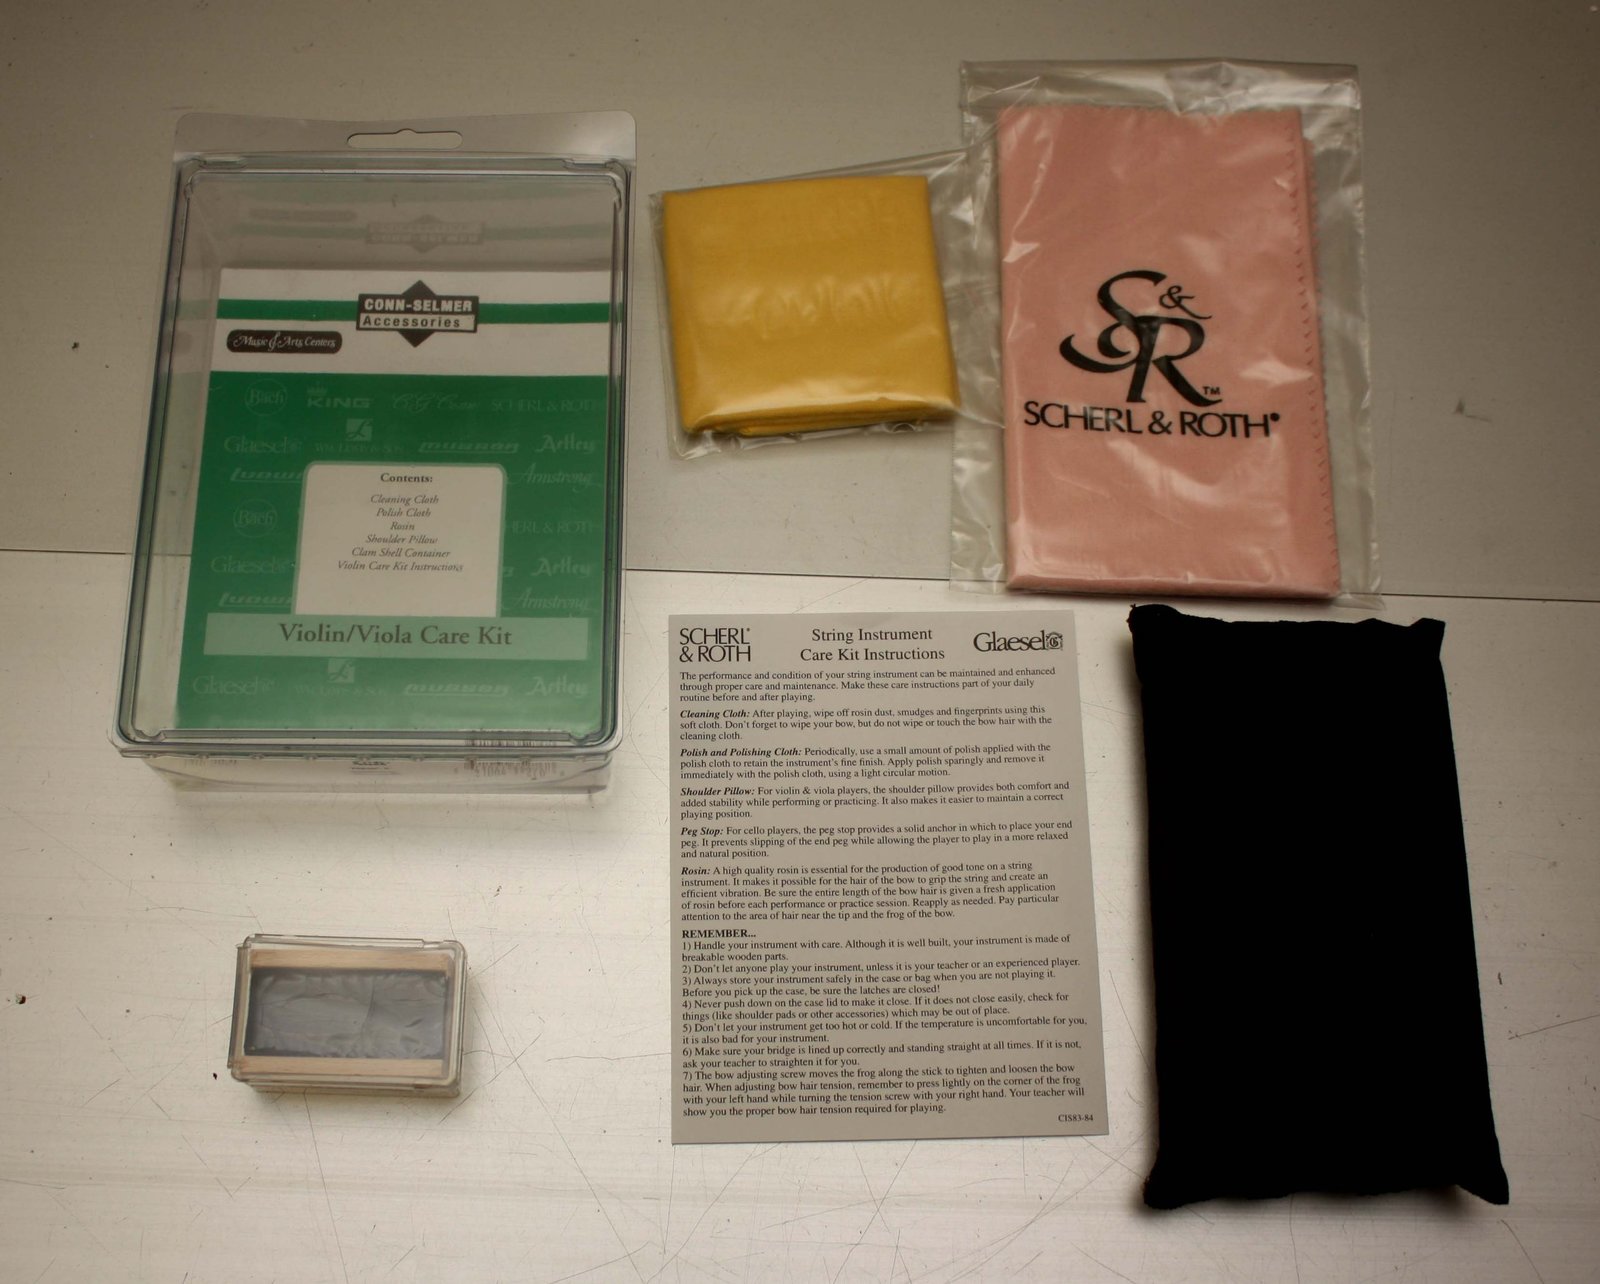 CONN-SELMER
Accessories
Music & Arts Centers
Bach
KING
SCHERL & ROTH
Glaesel
Artley
Ludwig
Armstrong
Bach
Glaesel
Artley
Ludwig
Armstrong
Contents:
Cleaning Cloth
Polish Cloth
Rosin
Shoulder Pillow
Clam Shell Container
Violin Care Kit Instructions
Violin/Viola Care Kit
Glaesel
Artley
S&R™
SCHERL & ROTH®
SCHERL®
& ROTH
String Instrument
Care Kit Instructions
Glaesel
The performance and condition of your string instrument can be maintained and enhanced
through proper care and maintenance. Make these care instructions part of your daily
routine before and after playing.
Cleaning Cloth: After playing, wipe off rosin dust, smudges and fingerprints using this
soft cloth. Don't forget to wipe your bow, but do not wipe or touch the bow hair with the
cleaning cloth.
Polish and Polishing Cloth: Periodically, use a small amount of polish applied with the
polish cloth to retain the instrument's fine finish. Apply polish sparingly and remove it
immediately with the polish cloth, using a light circular motion.
Shoulder Pillow: For violin & viola players, the shoulder pillow provides both comfort and
added stability while performing or practicing. It also makes it easier to maintain a correct
playing position.
Peg Stop: For cello players, the peg stop provides a solid anchor in which to place your end
peg. It prevents slipping of the end peg while allowing the player to play in a more relaxed
and natural position.
Rosin: A high quality rosin is essential for the production of good tone on a string
instrument. It makes it possible for the hair of the bow to grip the string and create an
efficient vibration. Be sure the entire length of the bow hair is given a fresh application
of rosin before each performance or practice session. Reapply as needed. Pay particular
attention to the area of hair near the tip and the frog of the bow.
REMEMBER...
1) Handle your instrument with care. Although it is well built, your instrument is made of
breakable wooden parts.
2) Don't let anyone play your instrument, unless it is your teacher or an experienced player.
3) Always store your instrument safely in the case or bag when you are not playing it.
Before you pick up the case, be sure the latches are closed!
4) Never push down on the case lid to make it close. If it does not close easily, check for
things (like shoulder pads or other accessories) which may be out of place.
5) Don't let your instrument get too hot or cold. If the temperature is uncomfortable for you,
it is also bad for your instrument.
6) Make sure your bridge is lined up correctly and standing straight at all times. If it is not,
ask your teacher to straighten it for you.
7) The bow adjusting screw moves the frog along the stick to tighten and loosen the bow
hair. When adjusting bow hair tension, remember to press lightly on the corner of the frog
with your left hand while turning the tension screw with your right hand. Your teacher will
show you the proper bow hair tension required for playing.
CIS83-84